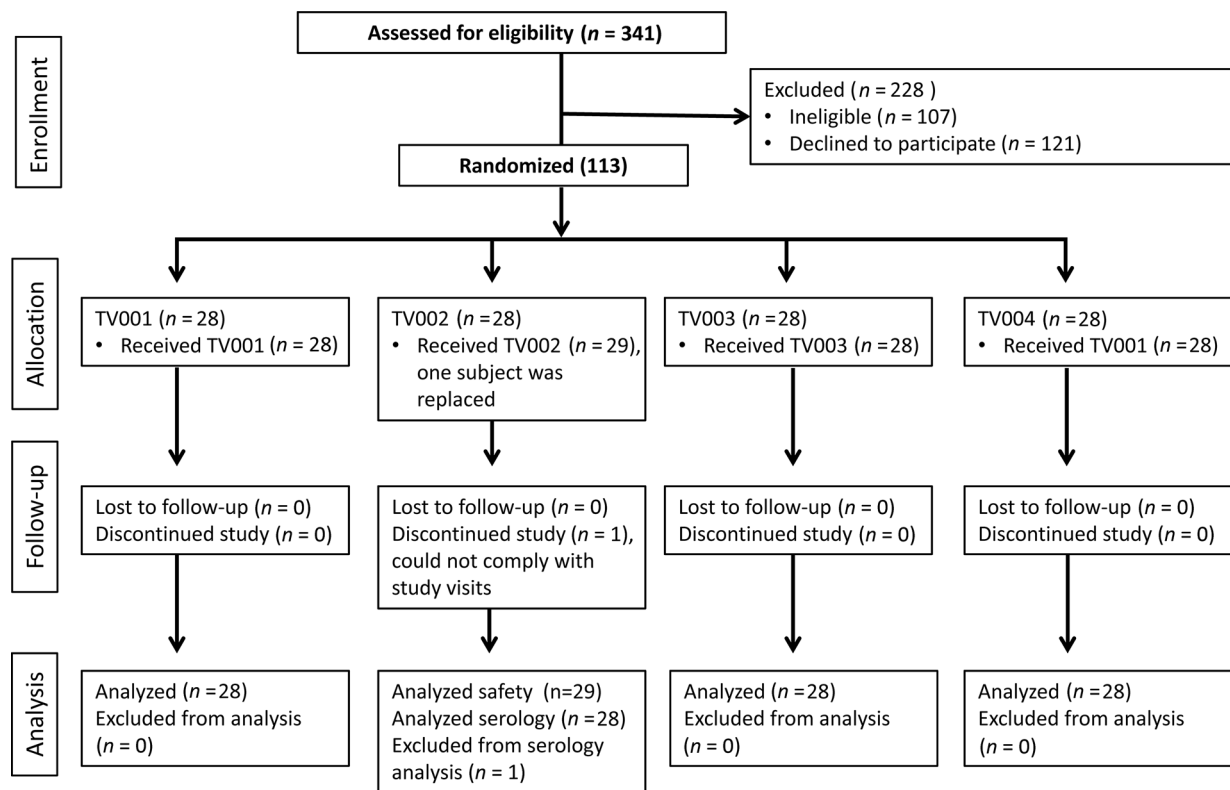 Assessed for eligibility (n = 341)
Enrollment
Excluded (n = 228 )
• Ineligible (n = 107)
• Declined to participate (n = 121)
Randomized (113)
Allocation
TV001 (n = 28)
• Received TV001 (n = 28)
TV002 (n = 28)
• Received TV002 (n = 29),
one subject was
replaced
TV003 (n = 28)
• Received TV003 (n = 28)
TV004 (n = 28)
• Received TV001 (n = 28)
Follow-up
Lost to follow-up (n = 0)
Discontinued study (n = 0)
Lost to follow-up (n = 0)
Discontinued study (n = 1),
could not comply with
study visits
Lost to follow-up (n = 0)
Discontinued study (n = 0)
Lost to follow-up (n = 0)
Discontinued study (n = 0)
Analysis
Analyzed (n = 28)
Excluded from analysis
(n = 0)
Analyzed safety (n=29)
Analyzed serology (n = 28)
Excluded from serology
analysis (n = 1)
Analyzed (n = 28)
Excluded from analysis
(n = 0)
Analyzed (n = 28)
Excluded from analysis
(n = 0)